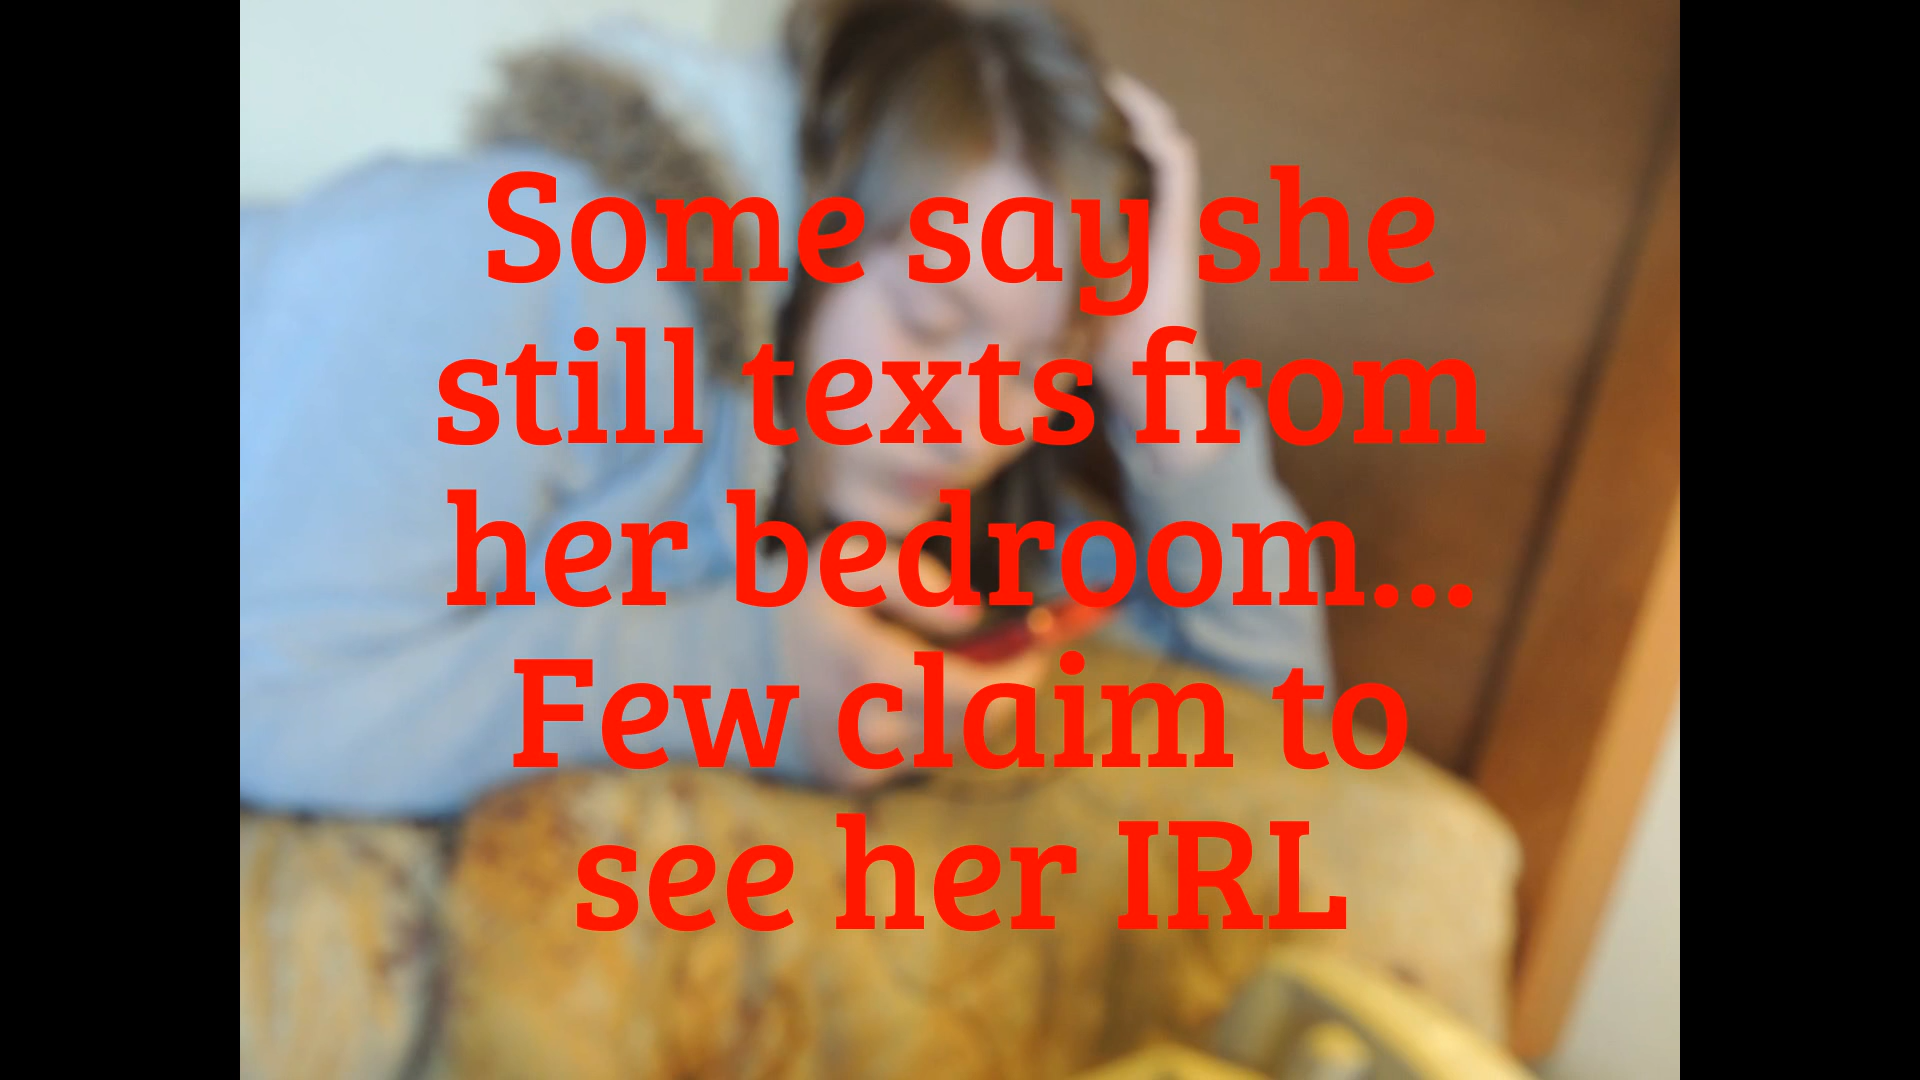 Some say she
still texts from
her bedroom...
Few claim to
see her IRL